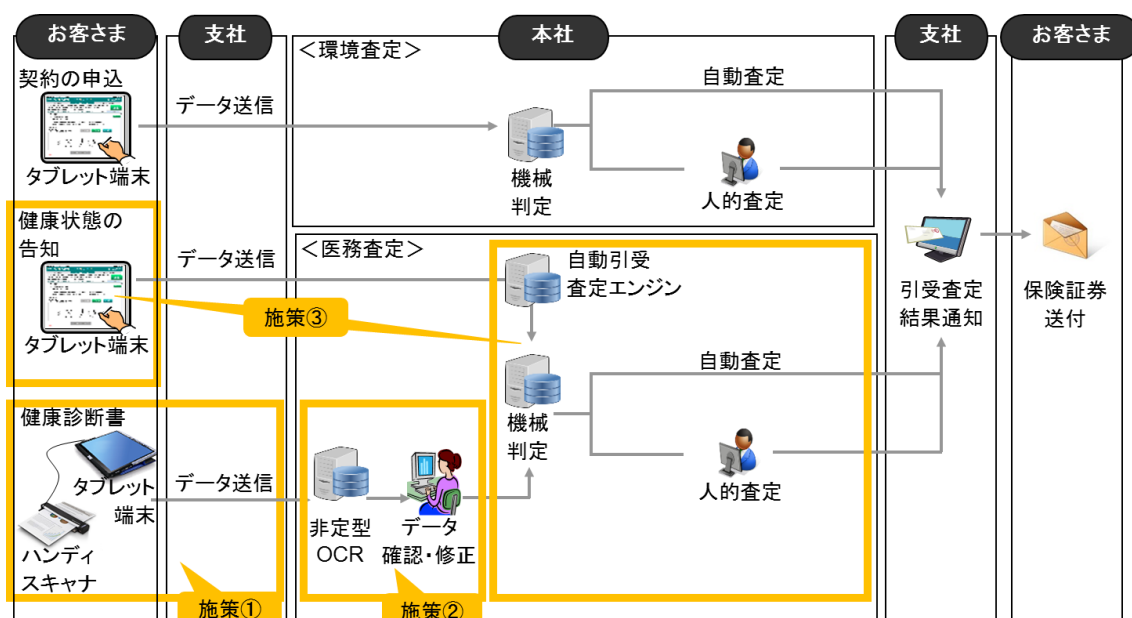 お客さま
支社
本社
支社
お客さま
契約の申込
タブレット端末
データ送信
＜環境査定＞
機械
判定
自動査定
人的査定
健康状態の
告知
タブレット端末
データ送信
施策③
＜医務査定＞
自動引受
査定エンジン
機械
判定
自動査定
人的査定
引受査定
結果通知
保険証券
送付
健康診断書
タブレット
端末
ハンディ
スキャナ
データ送信
施策①
非定型
OCR
データ
確認・修正
施策②